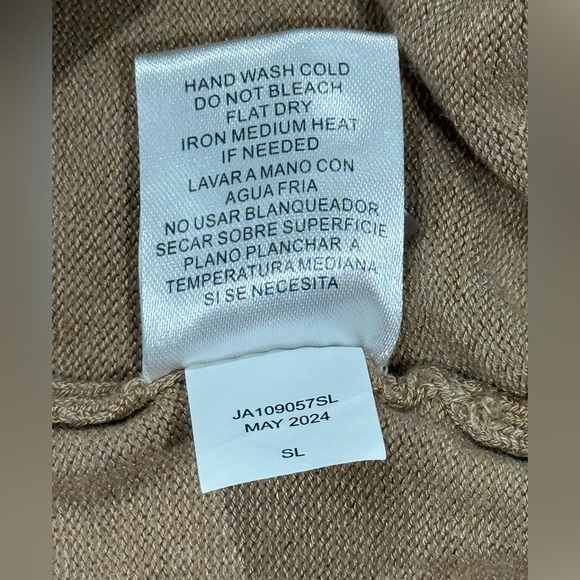 HAND WASH COLD
DO NOT BLEACH
FLAT DRY
IRON MEDIUM HEAT
IF NEEDED
LAVAR A MANO CON
AGUA FRIA
NO USAR BLANQUEADOR
SECAR SOBRE SUPERFICIE
PLANO PLANCHAR A
TEMPERATURA MEDIANA
SI SE NECESITA
JA109057SL
MAY 2024
SL